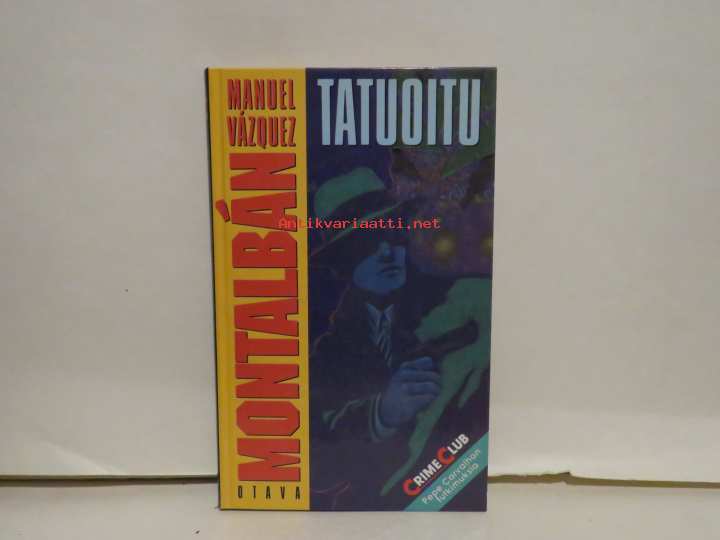 MANUEL
VÁZQUEZ
MONTALBÁN
TATUOITU
Antikvariaatti.net
CRIME CLUB
Pepe Carvalhon
tutkimuksia
OTAVA